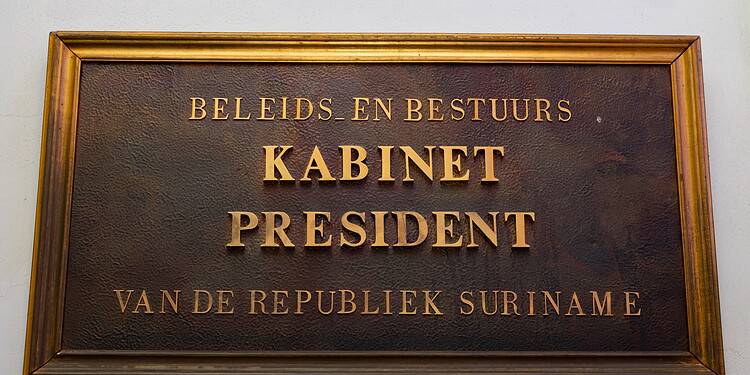 BELEIDS_EN BESTUURS
KABINET
PRESIDENT
VAN DE REPUBLIEK SURINAME